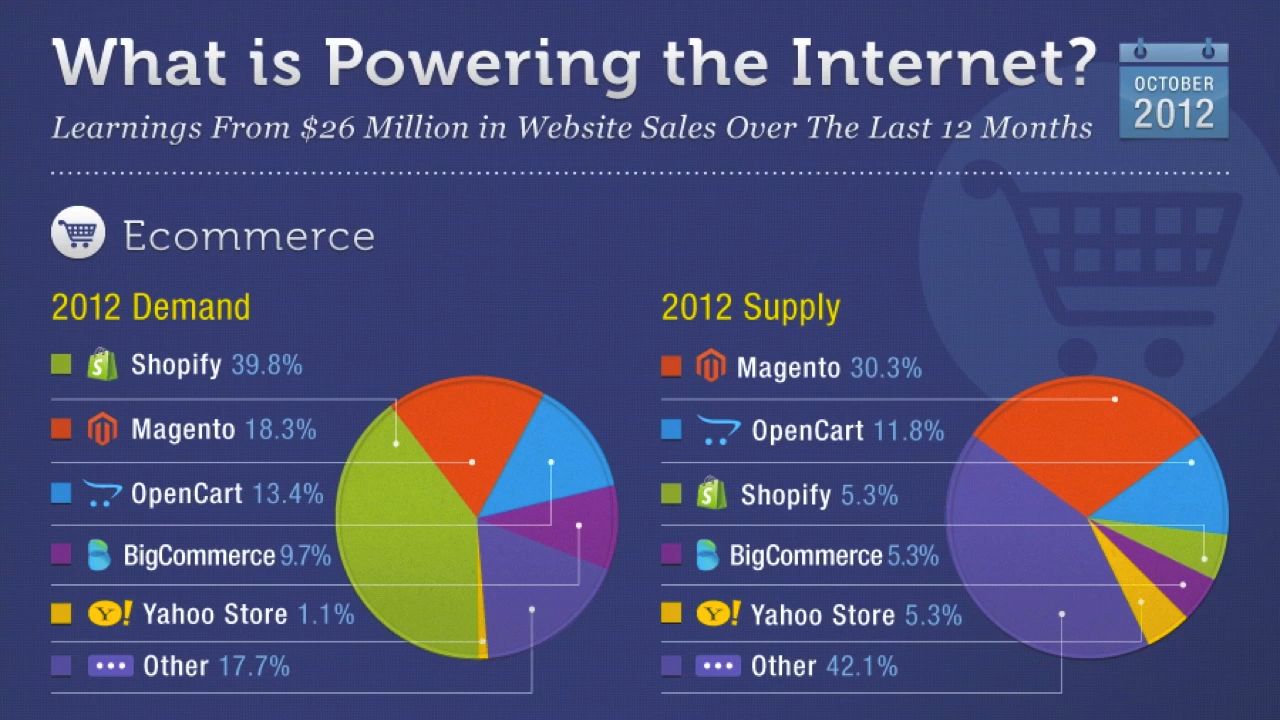 What is Powering the Internet?
OCTOBER
2012
Learnings From $26 Million in Website Sales Over The Last 12 Months
Ecommerce
2012 Demand
Shopify 39.8%
Magento 18.3%
OpenCart 13.4%
BigCommerce 9.7%
Yahoo Store 1.1%
Other 17.7%
2012 Supply
Magento 30.3%
OpenCart 11.8%
Shopify 5.3%
BigCommerce 5.3%
Yahoo Store 5.3%
Other 42.1%